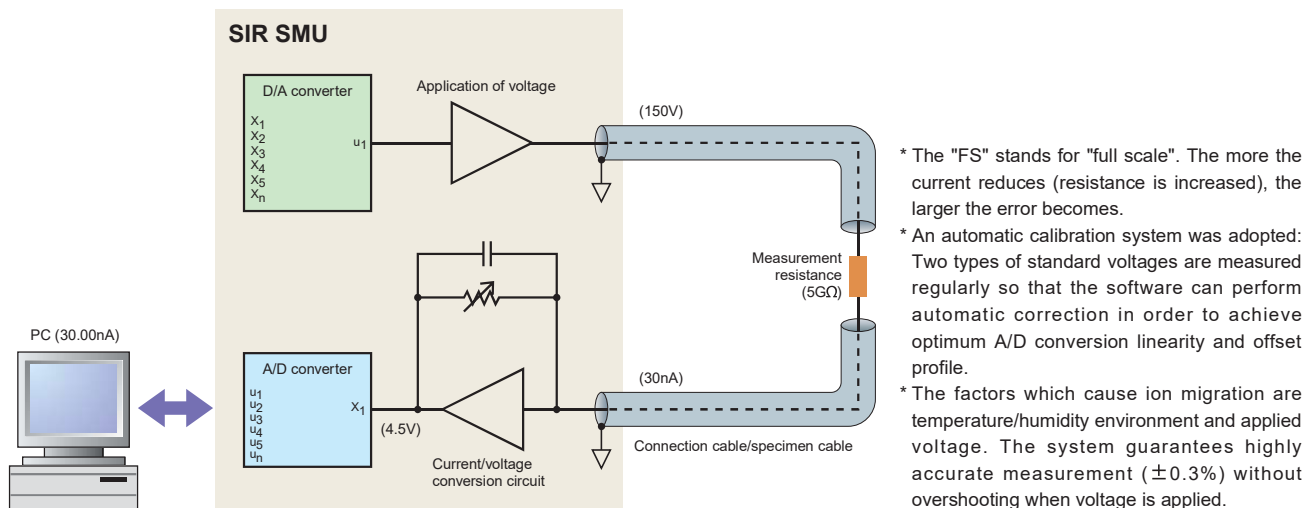 SIR SMU
D/A converter
X1
X2
X3
X4
X5
Xn
u1
Application of voltage
(150V)
Measurement
resistance
(5GΩ)
PC (30.00nA)
A/D converter
u1
u2
u3
u4
u5
un
X1
(4.5V)
Current/voltage
conversion circuit
(30nA)
Connection cable/specimen cable
* The "FS" stands for "full scale". The more the
current reduces (resistance is increased), the
larger the error becomes.
* An automatic calibration system was adopted:
Two types of standard voltages are measured
regularly so that the software can perform
automatic correction in order to achieve
optimum A/D conversion linearity and offset
profile.
* The factors which cause ion migration are
temperature/humidity environment and applied
voltage. The system guarantees highly
accurate measurement (±0.3%) without
overshooting when voltage is applied.